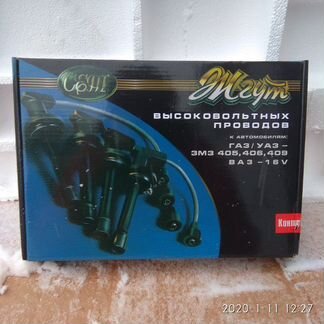 Жгут
ВЫСОКОВОЛЬТНЫХ
ПРОВОДОВ
К АВТОМОБИЛЯМ:
ГАЗ/УАЗ –
ЗМЗ 405,406,409
ВАЗ –16V
2020-1-11 12:27